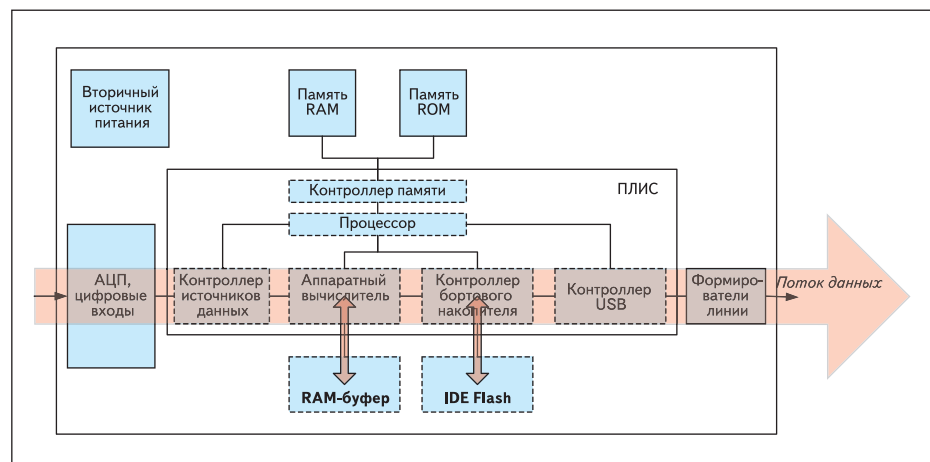 Вторичный
источник
питания
Память
RAM
Память
ROM
ПЛИС
Контроллер памяти
Процессор
АЦП,
цифровые
входы
Контроллер
источников
данных
Аппаратный
вычислитель
Контроллер
бортового
накопителя
Контроллер
USB
Формиро-
ватели
линии
Поток данных
RAM-буфер
IDE Flash